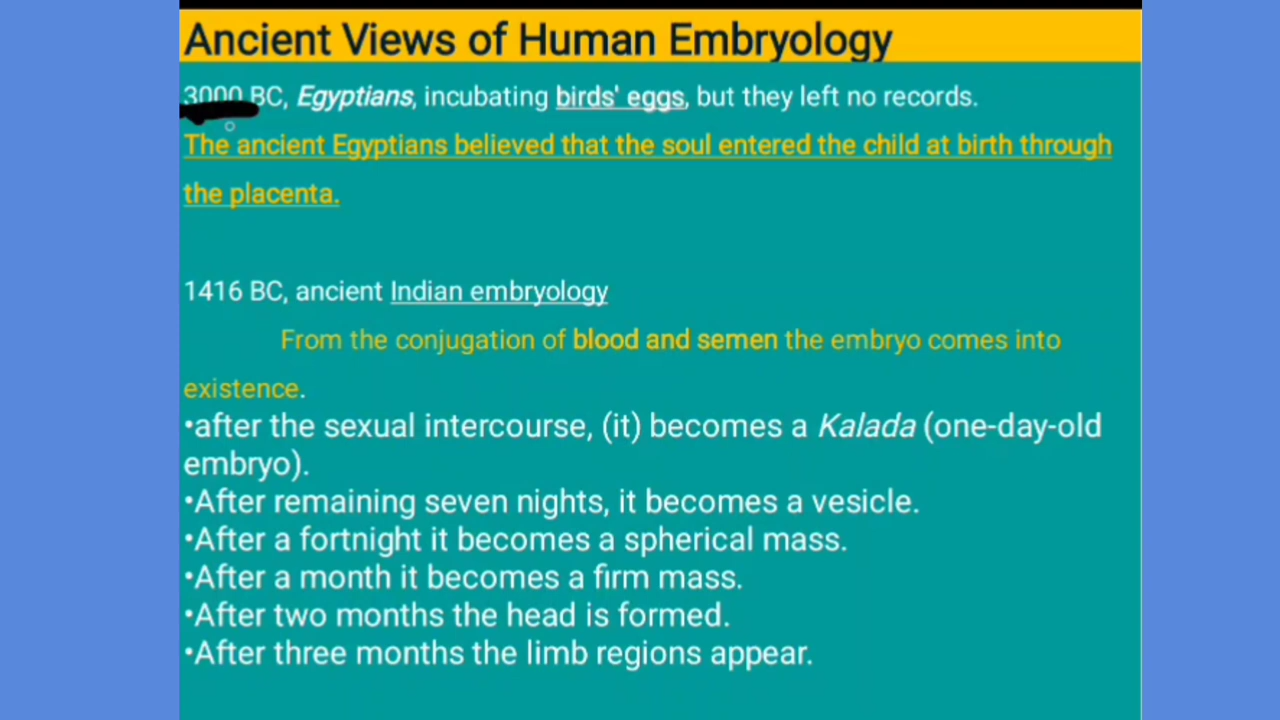 Ancient Views of Human Embryology
3000 BC, Egyptians, incubating birds' eggs, but they left no records.
The ancient Egyptians believed that the soul entered the child at birth through
the placenta.
1416 BC, ancient Indian embryology
From the conjugation of blood and semen the embryo comes into
existence.
•after the sexual intercourse, (it) becomes a Kalada (one-day-old
embryo).
•After remaining seven nights, it becomes a vesicle.
•After a fortnight it becomes a spherical mass.
•After a month it becomes a firm mass.
•After two months the head is formed.
•After three months the limb regions appear.